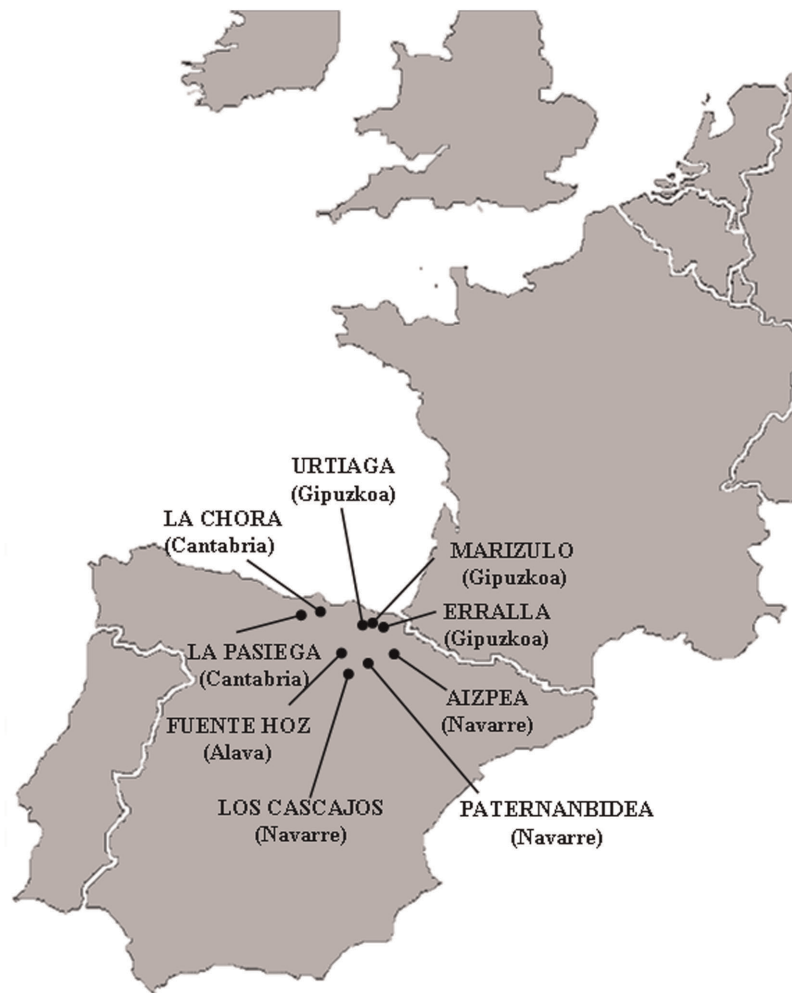 URTIAGA
(Gipuzkoa)
LA CHORA
(Cantabria)
MARIZULO
(Gipuzkoa)
ERRALLA
(Gipuzkoa)
LA PASIEGA
(Cantabria)
AIZPEA
(Navarre)
FUENTE HOZ
(Alava)
LOS CASCAJOS
(Navarre)
PATERNANBIDEA
(Navarre)